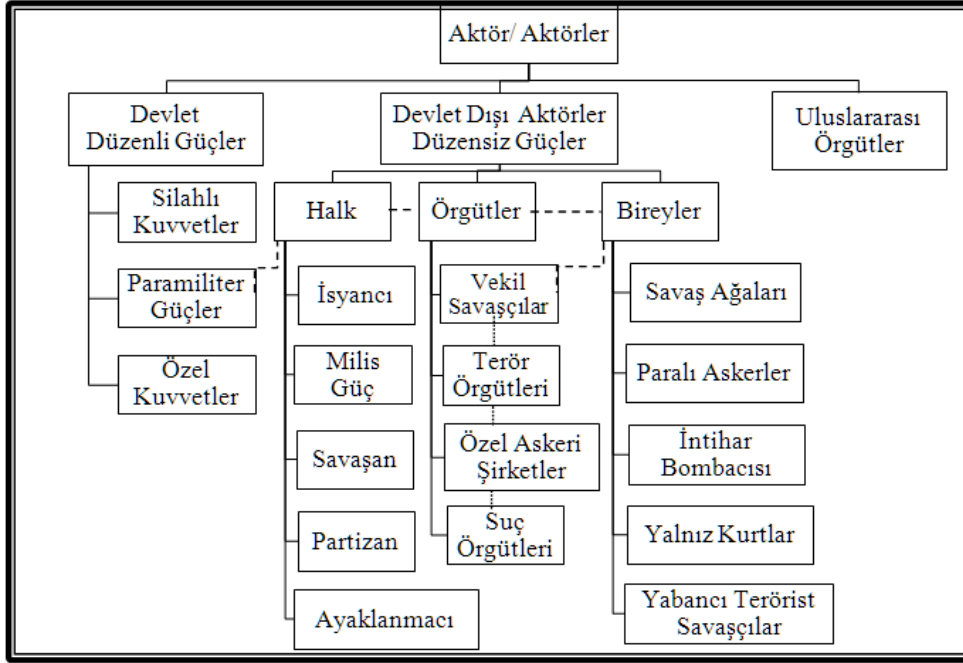 Aktör/ Aktörler
Devlet
Düzenli Güçler
Devlet Dışı Aktörler
Düzensiz Güçler
Uluslararası
Örgütler
Silahlı
Kuvvetler
Paramiliter
Güçler
Özel
Kuvvetler
Halk
İsyancı
Milis
Güç
Savaşan
Partizan
Ayaklanmacı
Örgütler
Vekil
Savaşçılar
Terör
Örgütleri
Özel Askeri
Şirketler
Suç
Örgütleri
Bireyler
Savaş Ağaları
Paralı Askerler
İntihar
Bombacısı
Yalnız Kurtlar
Yabancı Terörist
Savaşçılar